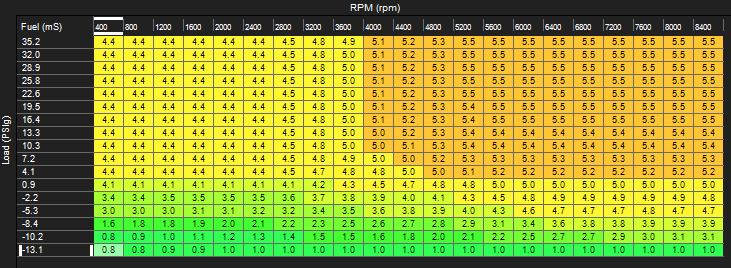 RPM (rpm)
Fuel (mS) 400 800 1200 1600 2000 2400 2800 3200 3600 4000 4400 4800 5200 5600 6000 6400 6800 7200 7600 8000 8400
Load (PSIg)
35.2 4.4 4.4 4.4 4.4 4.4 4.4 4.5 4.8 4.9 5.1 5.2 5.3 5.5 5.5 5.5 5.5 5.5 5.5 5.5 5.5 5.5
32.0 4.4 4.4 4.4 4.4 4.4 4.4 4.5 4.8 5.0 5.1 5.2 5.3 5.5 5.5 5.5 5.5 5.5 5.5 5.5 5.5 5.5
28.9 4.4 4.4 4.4 4.4 4.4 4.4 4.5 4.8 5.0 5.1 5.2 5.3 5.5 5.5 5.5 5.5 5.5 5.5 5.5 5.5 5.5
25.8 4.4 4.4 4.4 4.4 4.4 4.4 4.5 4.8 5.0 5.1 5.2 5.3 5.5 5.5 5.5 5.5 5.5 5.5 5.5 5.5 5.5
22.6 4.4 4.4 4.4 4.4 4.4 4.4 4.5 4.8 5.0 5.1 5.2 5.3 5.5 5.5 5.5 5.5 5.5 5.5 5.5 5.5 5.5
19.5 4.4 4.4 4.4 4.4 4.4 4.4 4.5 4.8 5.0 5.1 5.2 5.3 5.5 5.4 5.5 5.5 5.5 5.5 5.5 5.5 5.5
16.4 4.4 4.4 4.4 4.4 4.4 4.4 4.5 4.8 5.0 5.1 5.2 5.3 5.5 5.5 5.5 5.5 5.5 5.5 5.5 5.5 5.5
13.3 4.4 4.4 4.4 4.4 4.4 4.4 4.5 4.8 5.0 5.0 5.2 5.3 5.4 5.4 5.4 5.4 5.4 5.4 5.4 5.4 5.4
10.3 4.4 4.4 4.4 4.4 4.4 4.4 4.5 4.8 5.0 5.0 5.1 5.3 5.4 5.4 5.4 5.4 5.4 5.4 5.4 5.4 5.4
7.2 4.4 4.4 4.4 4.4 4.4 4.4 4.5 4.8 4.9 5.0 5.0 5.2 5.2 5.3 5.3 5.3 5.3 5.3 5.3 5.3 5.3
4.1 4.4 4.4 4.4 4.4 4.4 4.4 4.5 4.7 4.8 4.8 4.8 5.0 5.0 5.1 5.2 5.2 5.2 5.2 5.2 5.2 5.2
0.9 4.1 4.1 4.1 4.1 4.1 4.1 4.1 4.2 4.3 4.5 4.7 4.8 4.8 5.0 5.0 5.0 5.0 5.0 5.0 5.0 5.0
-2.2 3.4 3.4 3.5 3.5 3.5 3.5 3.6 3.7 3.8 3.9 4.0 4.1 4.3 4.5 4.8 4.9 4.9 4.9 4.9 4.9 4.8
-5.3 3.0 3.0 3.0 3.1 3.1 3.2 3.2 3.4 3.5 3.6 3.8 3.9 4.0 4.3 4.6 4.7 4.7 4.7 4.8 4.7 4.7
-8.4 1.6 1.8 1.8 1.9 2.0 2.1 2.2 2.3 2.5 2.6 2.7 2.8 2.9 3.1 3.4 3.6 3.8 3.8 3.9 3.9 3.9
-10.2 0.8 0.9 1.0 1.1 1.2 1.3 1.4 1.5 1.5 1.6 1.8 2.0 2.1 2.2 2.5 2.7 2.7 2.9 3.0 3.1 3.1
-13.1 0.8 0.8 0.9 0.9 1.0 1.0 1.0 1.0 1.0 1.0 1.0 1.0 1.0 1.0 1.0 1.0 1.0 1.0 1.0 1.0 1.0